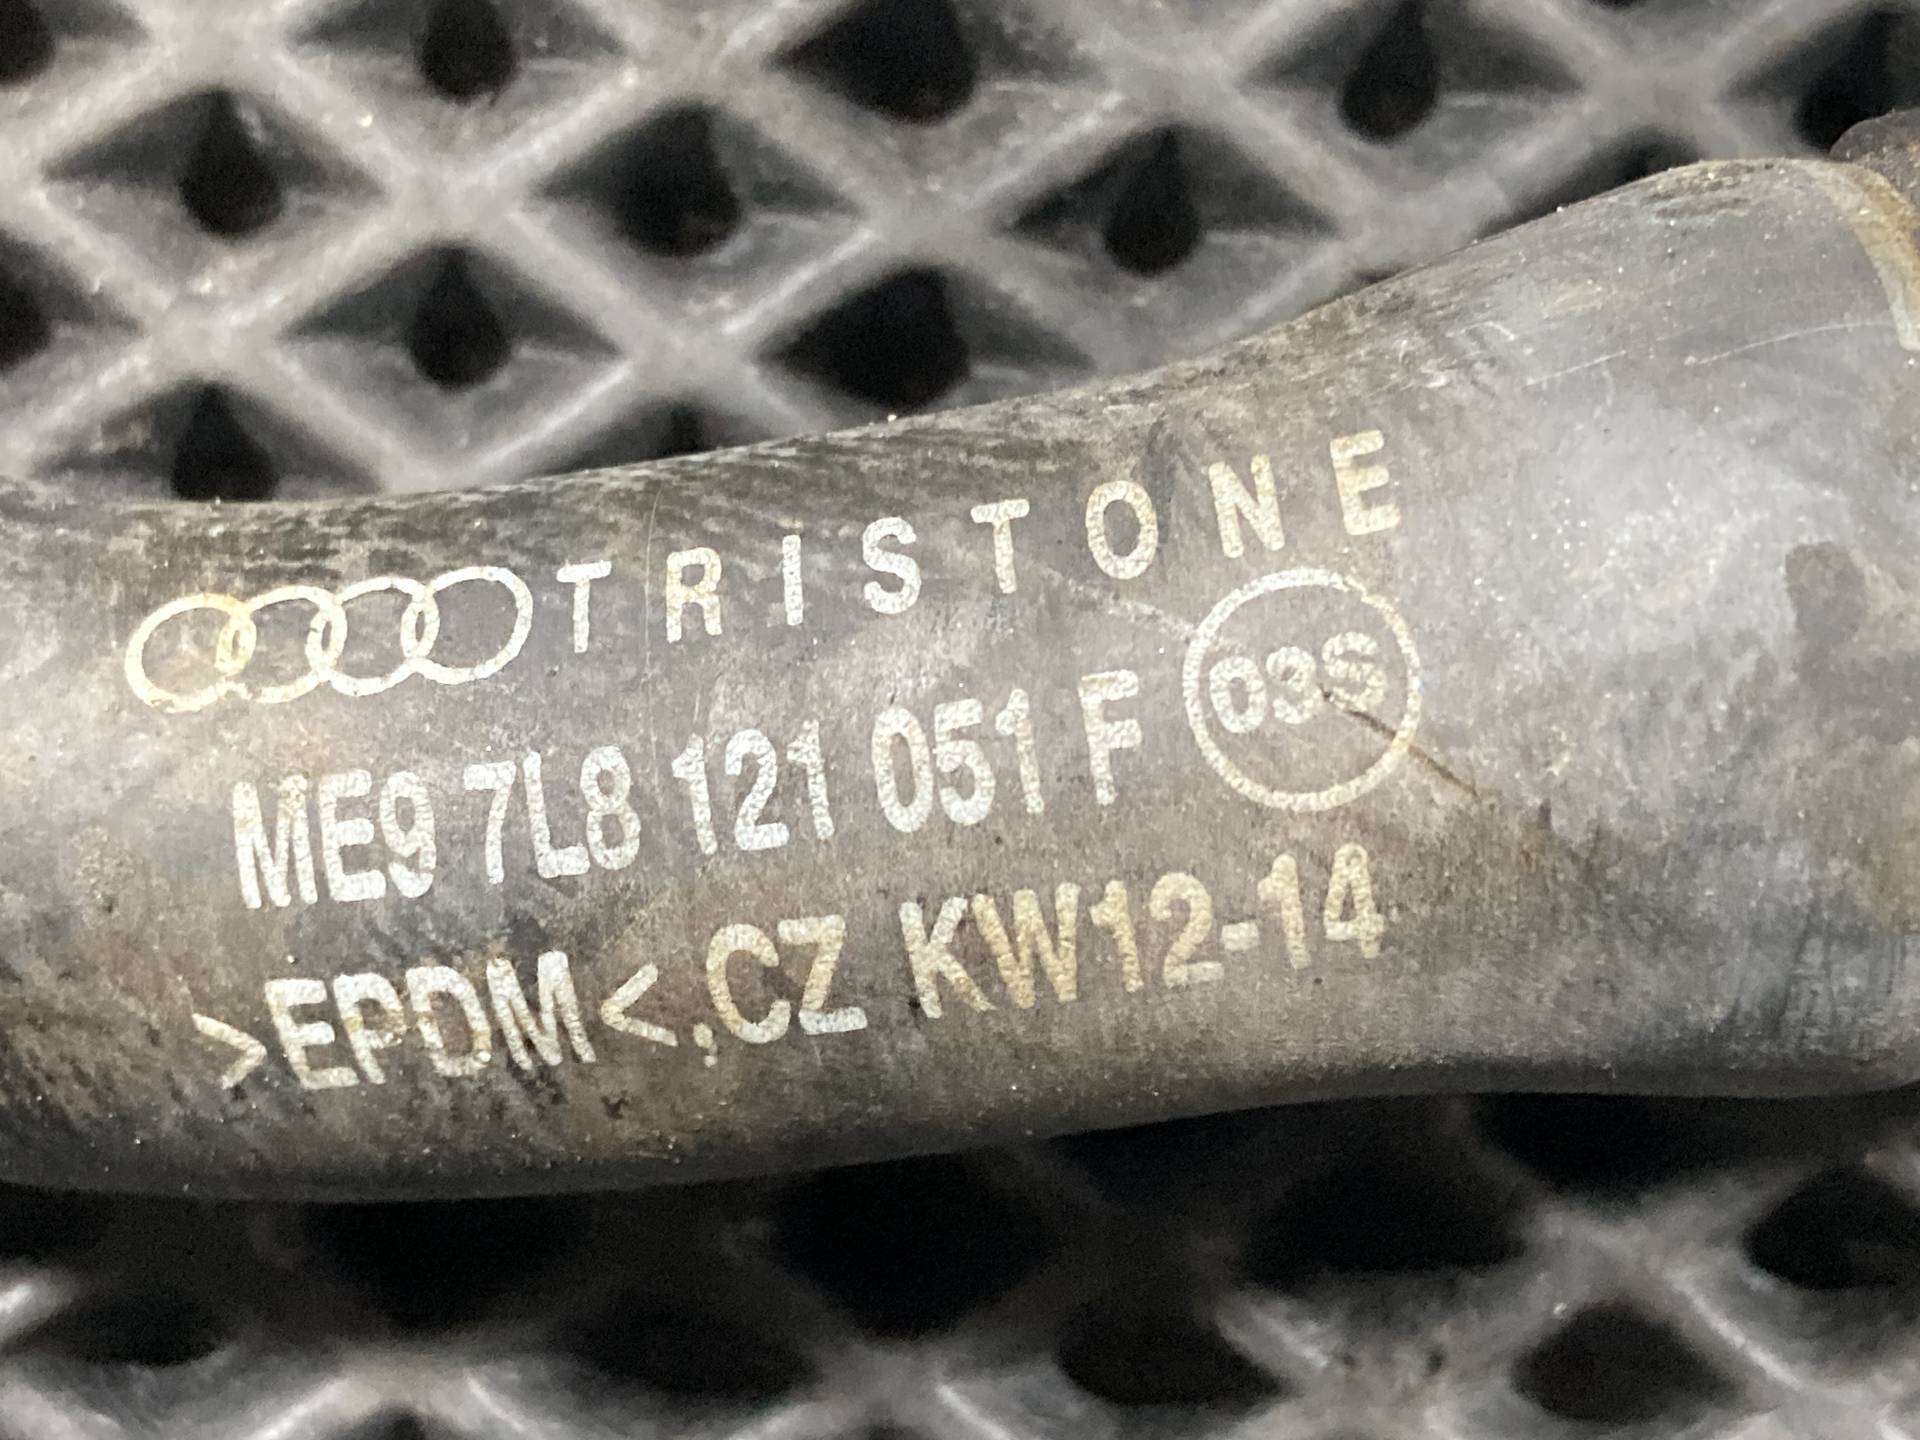 TRISTONE
ME9 7L8 121 051 F 03S
>EPDM<,CZ KW12-14